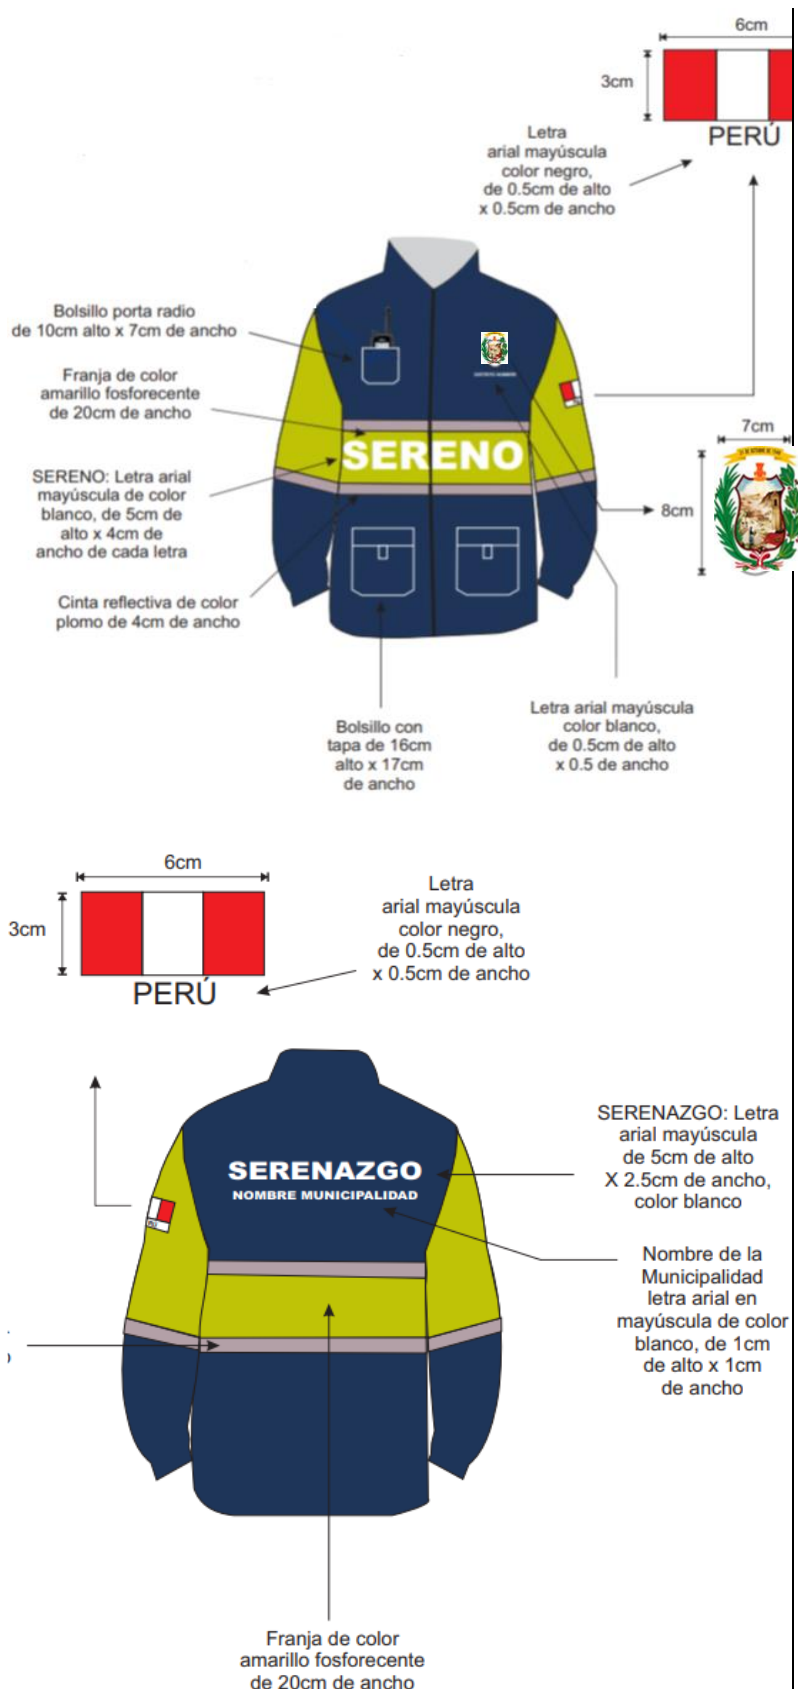 6cm
3cm
PERÚ
Letra
arial mayúscula
color negro,
de 0.5cm de alto
x 0.5cm de ancho
Bolsillo porta radio
de 10cm alto x 7cm de ancho
Franja de color
amarillo fosforecente
de 20cm de ancho
SERENO
7cm
SERENO: Letra arial
mayúscula de color
blanco, de 5cm de
alto x 4cm de
ancho de cada letra
8cm
Cinta reflectiva de color
plomo de 4cm de ancho
Bolsillo con
tapa de 16cm
alto x 17cm
de ancho
Letra arial mayúscula
color blanco,
de 0.5cm de alto
x 0.5 de ancho
6cm
3cm
PERÚ
Letra
arial mayúscula
color negro,
de 0.5cm de alto
x 0.5cm de ancho
SERENAZGO
NOMBRE MUNICIPALIDAD
SERENAZGO: Letra
arial mayúscula
de 5cm de alto
X 2.5cm de ancho,
color blanco
Nombre de la
Municipalidad
letra arial en
mayúscula de color
blanco, de 1cm
de alto x 1cm
de ancho
Franja de color
amarillo fosforecente
de 20cm de ancho